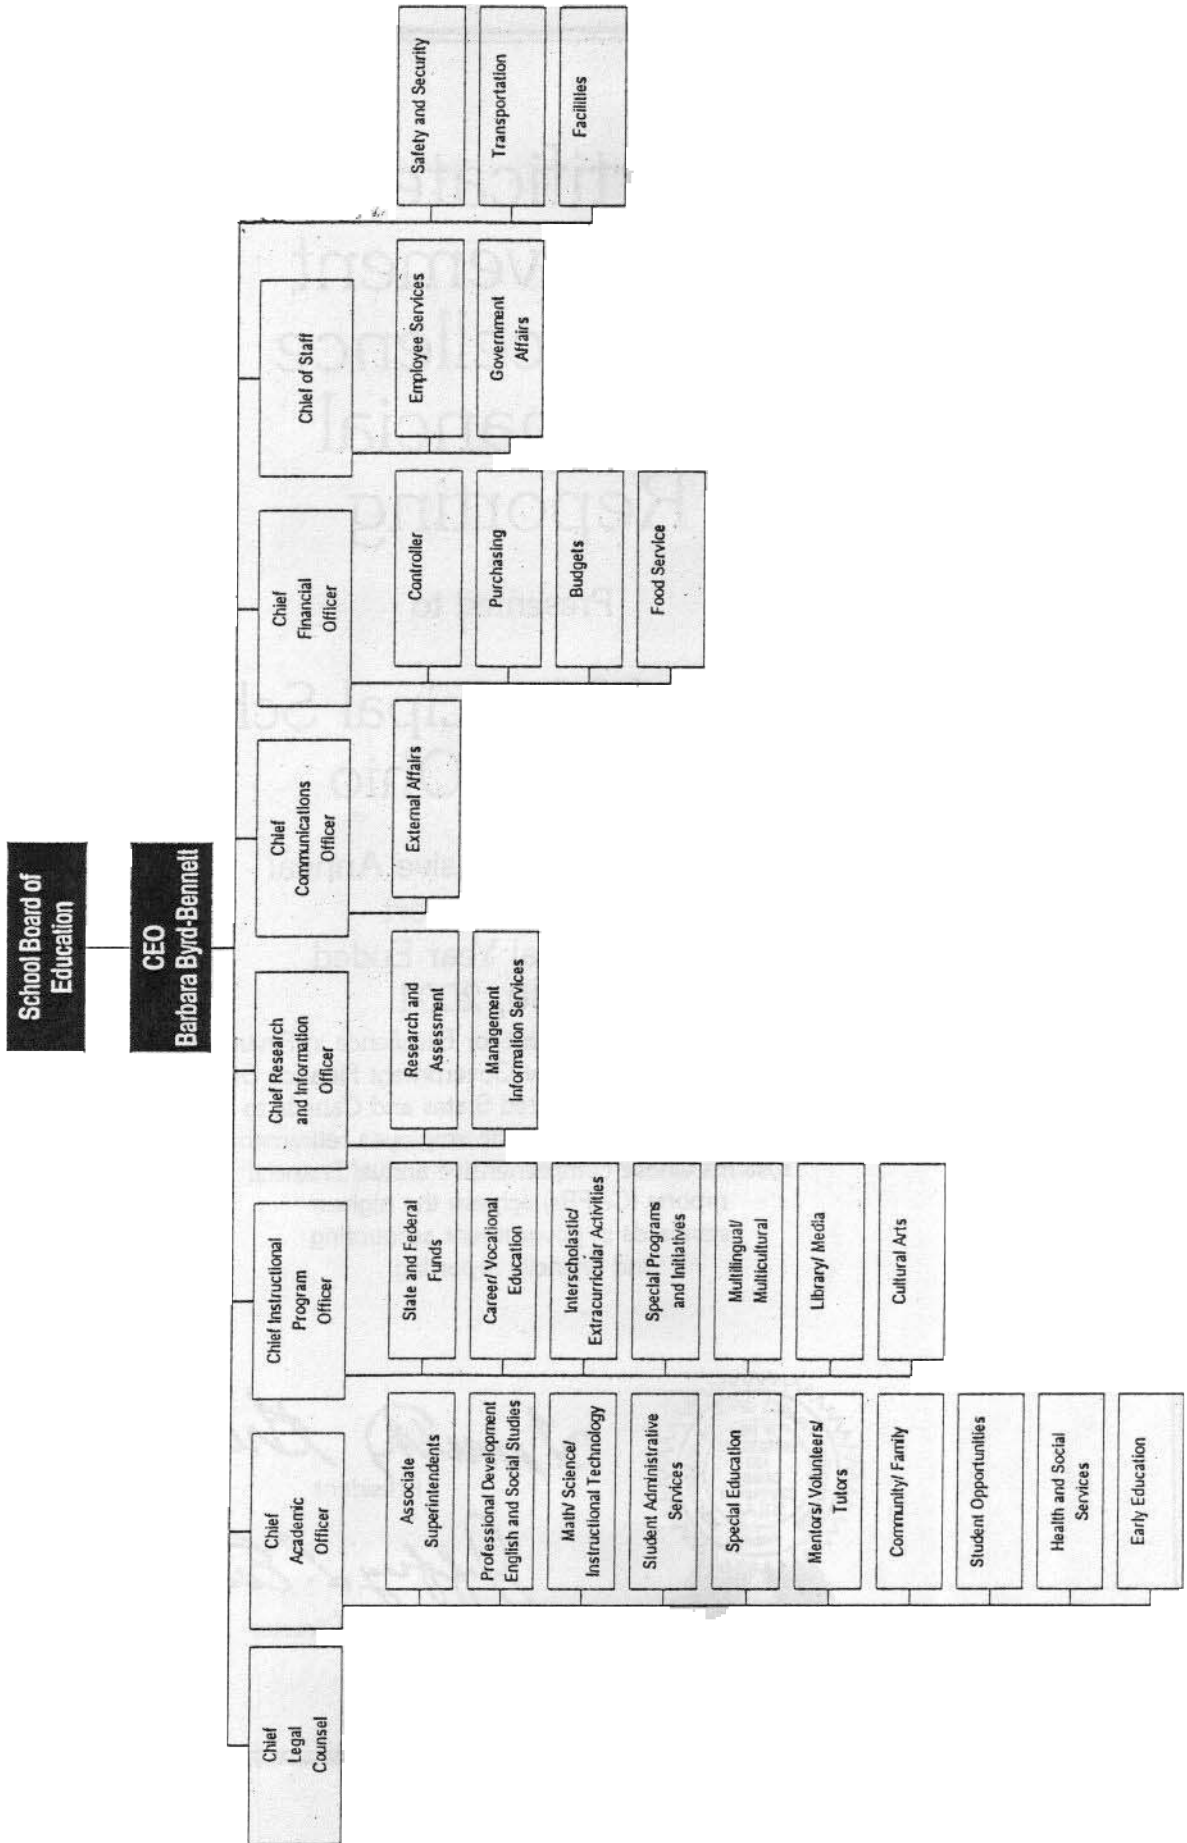 School Board of
Education
CEO
Barbara Byrd-Bennett
Chief
Legal
Counsel
Chief
Academic
Officer
Chief Instructional
Program
Officer
Chief Research
and Information
Officer
Chief
Communications
Officer
Chief
Financial
Officer
Chief of Staff
Associate
Superintendents
Professional Development
English and Social Studies
Math/ Science/
Instructional Technology
Student Administrative
Services
Special Education
Mentors/ Volunteers/
Tutors
Community/ Family
Student Opportunities
Health and Social
Services
Early Education
State and Federal
Funds
Career/ Vocational
Education
Interscholastic/
Extracurricular Activities
Special Programs
and Initiatives
Multilingual/
Multicultural
Library/ Media
Cultural Arts
Research and
Assessment
Management
Information Services
External Affairs
Controller
Purchasing
Budgets
Food Service
Employee Services
Government
Affairs
Safety and Security
Transportation
Facilities